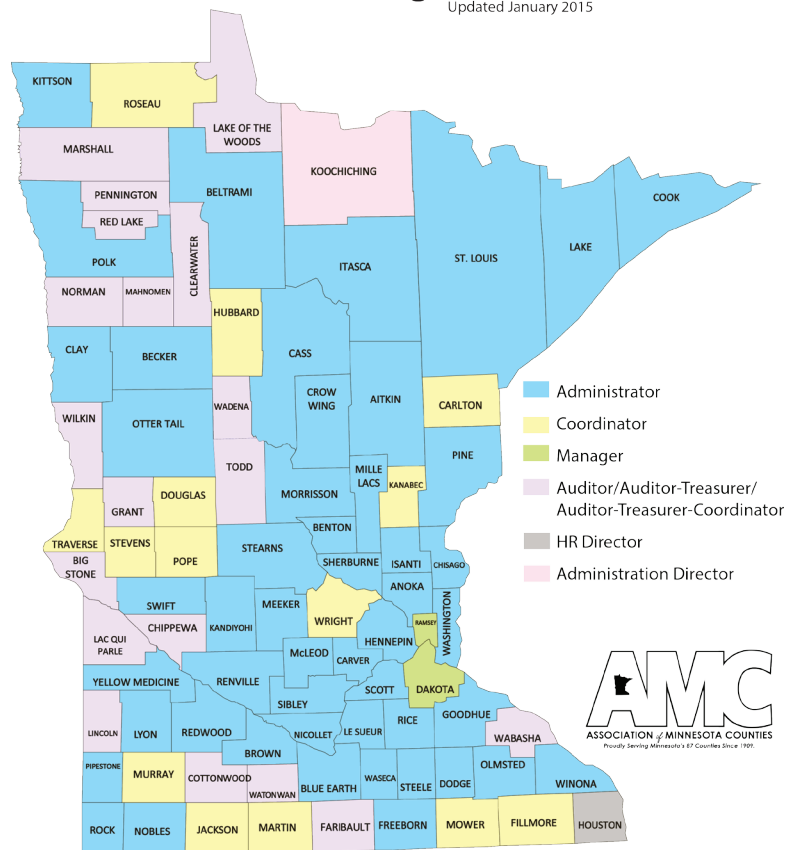 Updated January 2015
KITTSON
ROSEAU
LAKE OF THE
WOODS
MARSHALL
KOOCHICHING
PENNINGTON
BELTRAMI
COOK
RED LAKE
CLEARWATER
ST. LOUIS
LAKE
POLK
ITASCA
NORMAN
MAHNOMEN
HUBBARD
CLAY
BECKER
CASS
CROW
WING
AITKIN
CARLTON
WADENA
WILKIN
OTTER TAIL
PINE
TODD
MILLE
LACS
KANABEC
MORRISSON
DOUGLAS
GRANT
BENTON
TRAVERSE
STEVENS
POPE
STEARNS
BIG
STONE
SHERBURNE
ISANTI
CHISAGO
ANOKA
SWIFT
MEEKER
WRIGHT
RAMSEY
WASHINGTON
CHIPPEWA
KANDIYOHI
LAC QUI
PARLE
HENNEPIN
McLEOD
CARVER
YELLOW MEDICINE
RENVILLE
SCOTT
DAKOTA
SIBLEY
LINCOLN
LYON
REDWOOD
NICOLLET
LE SUEUR
RICE
GOODHUE
WABASHA
BROWN
PIPESTONE
MURRAY
COTTONWOOD
WATONWAN
BLUE EARTH
WASECA
STEELE
DODGE
OLMSTED
WINONA
ROCK
NOBLES
JACKSON
MARTIN
FARIBAULT
FREEBORN
MOWER
FILLMORE
HOUSTON
Administrator
Coordinator
Manager
Auditor/Auditor-Treasurer/
Auditor-Treasurer-Coordinator
HR Director
Administration Director
AMC
ASSOCIATION of MINNESOTA COUNTIES
Proudly Serving Minnesota's 87 Counties Since 1909.